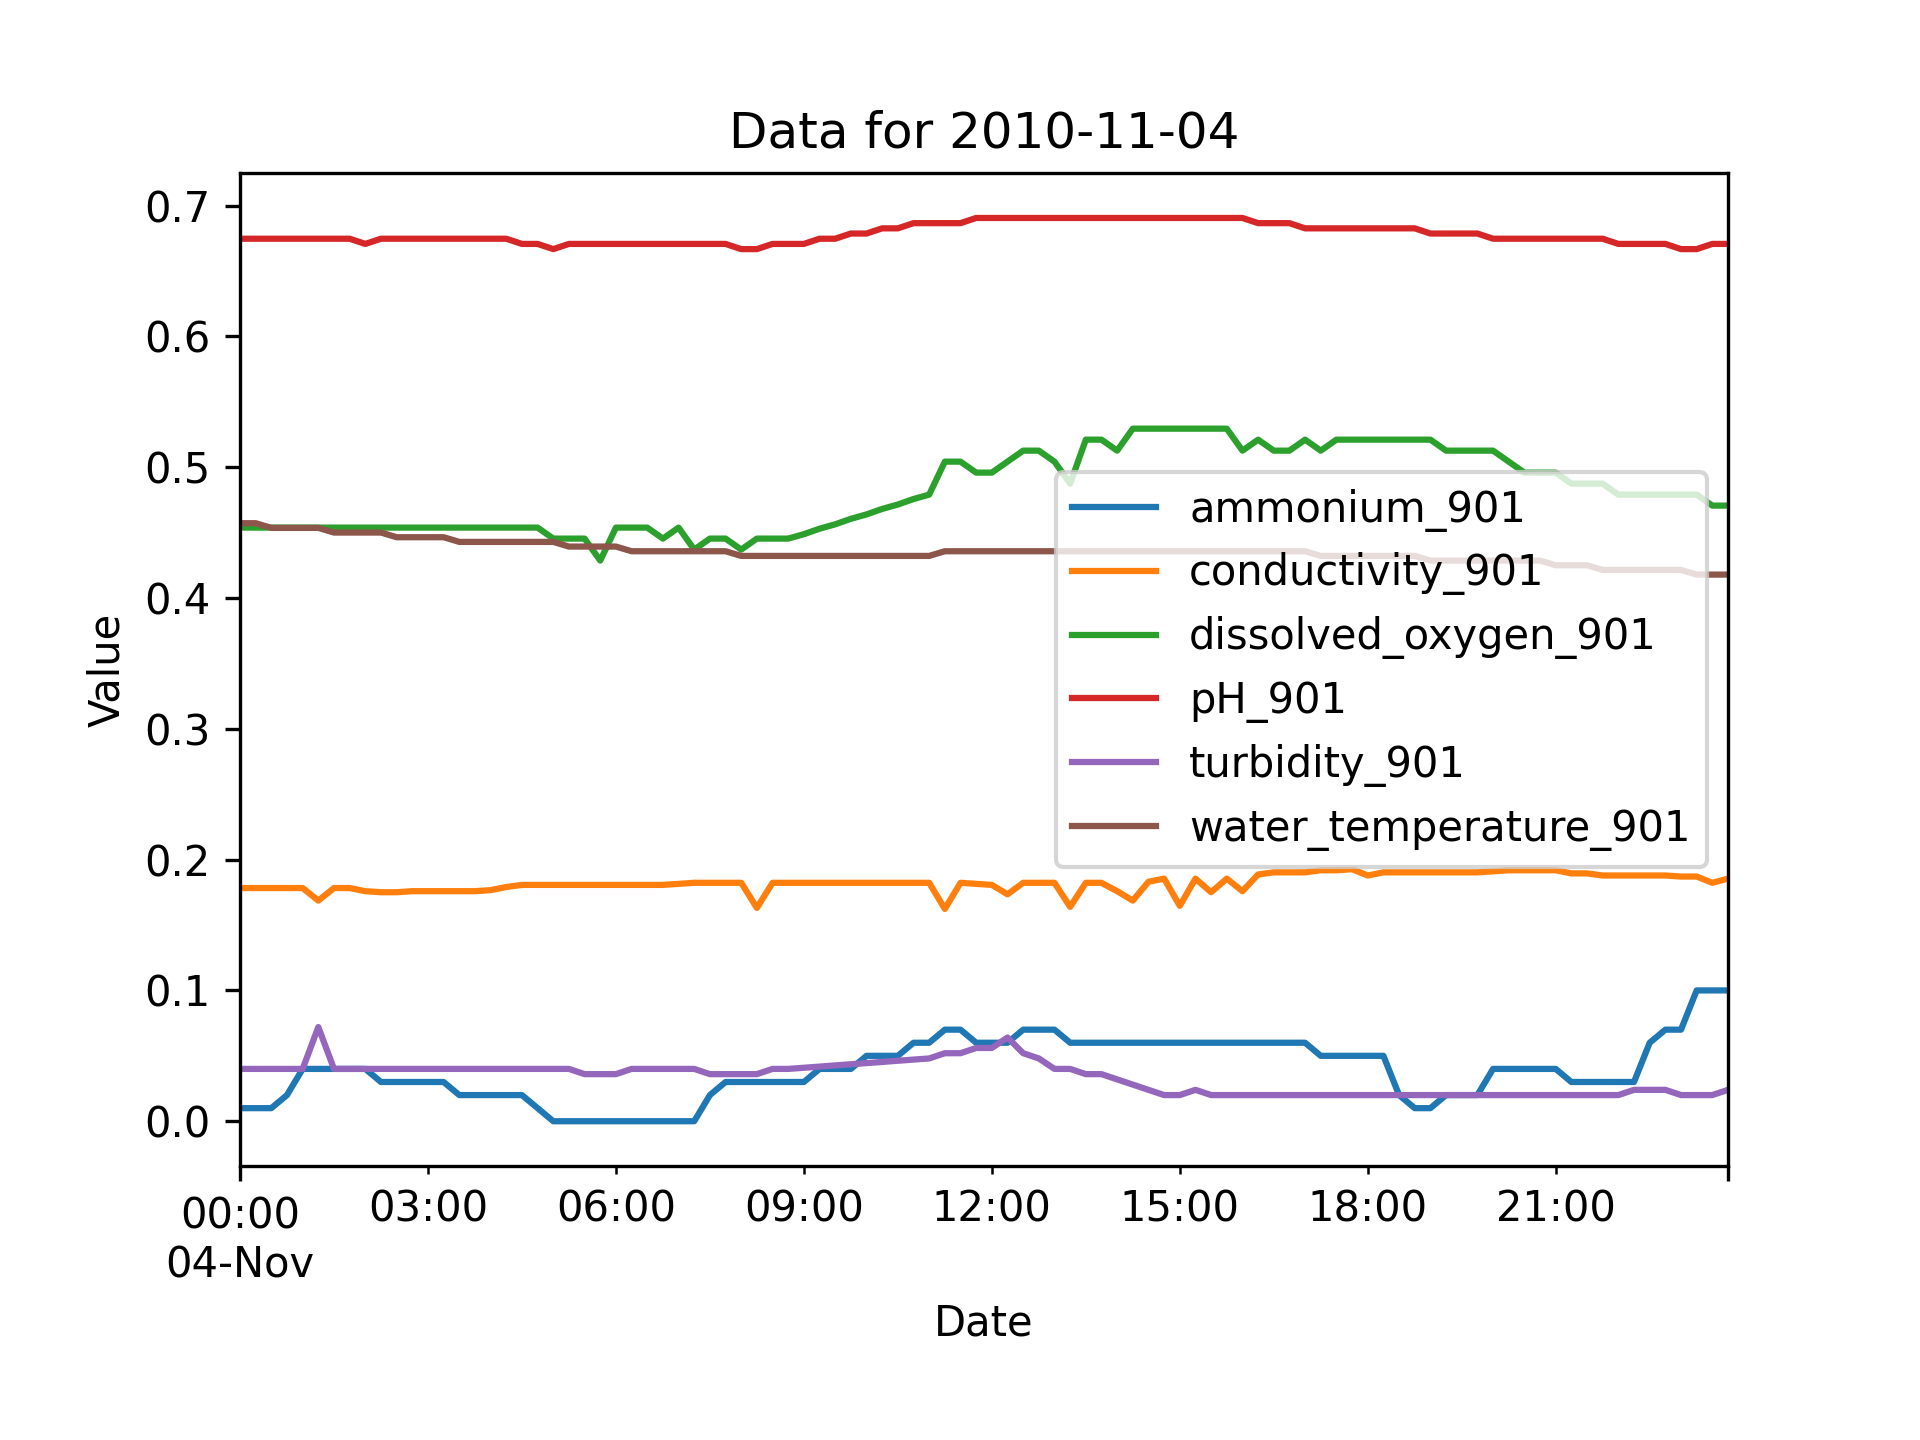 Data for 2010-11-04
0.7
0.6
0.5
0.4
0.3
0.2
0.1
0.0
Value
ammonium_901
conductivity_901
dissolved_oxygen_901
pH_901
turbidity_901
water_temperature_901
00:00 03:00 06:00 09:00 12:00 15:00 18:00 21:00
04-Nov
Date